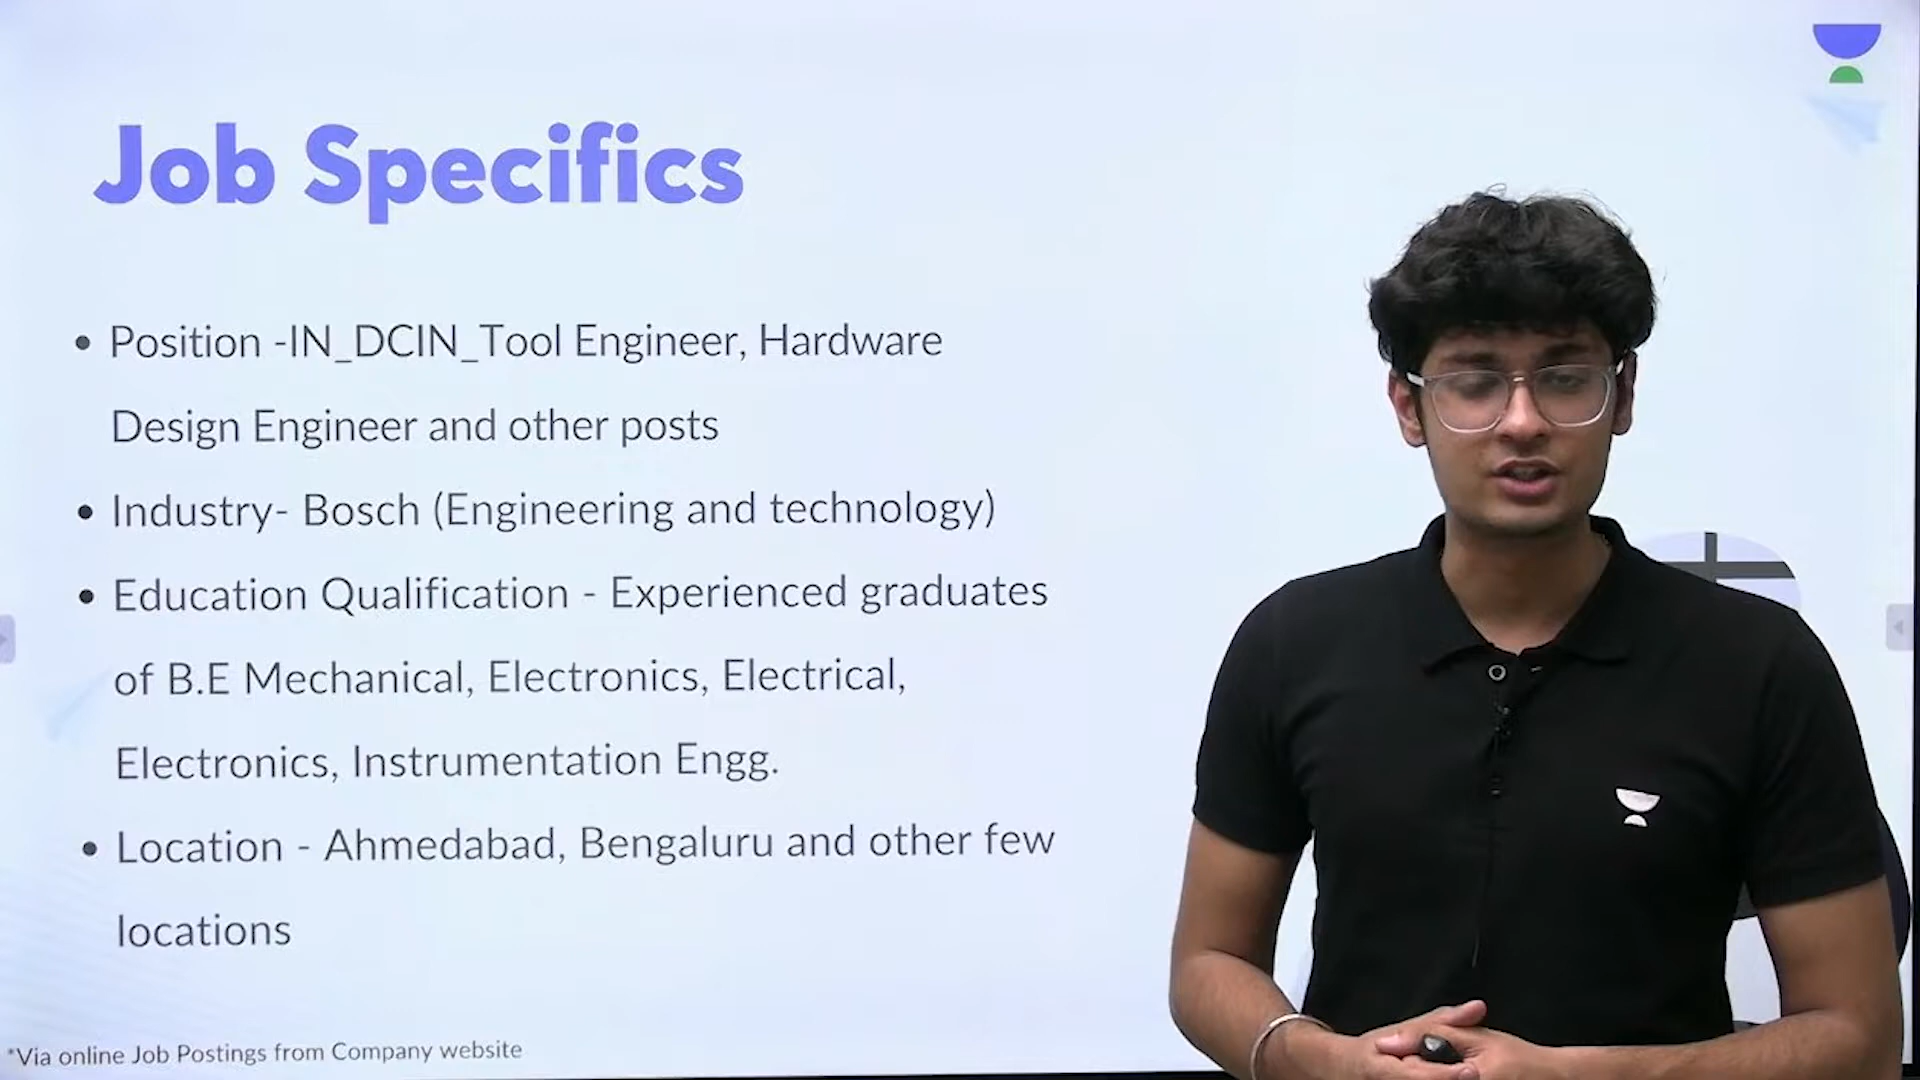 Job Specifics
• Position -IN_DCIN_Tool Engineer, Hardware
Design Engineer and other posts
• Industry- Bosch (Engineering and technology)
• Education Qualification - Experienced graduates
of B.E Mechanical, Electronics, Electrical,
Electronics, Instrumentation Engg.
• Location - Ahmedabad, Bengaluru and other few
locations
*Via online Job Postings from Company website